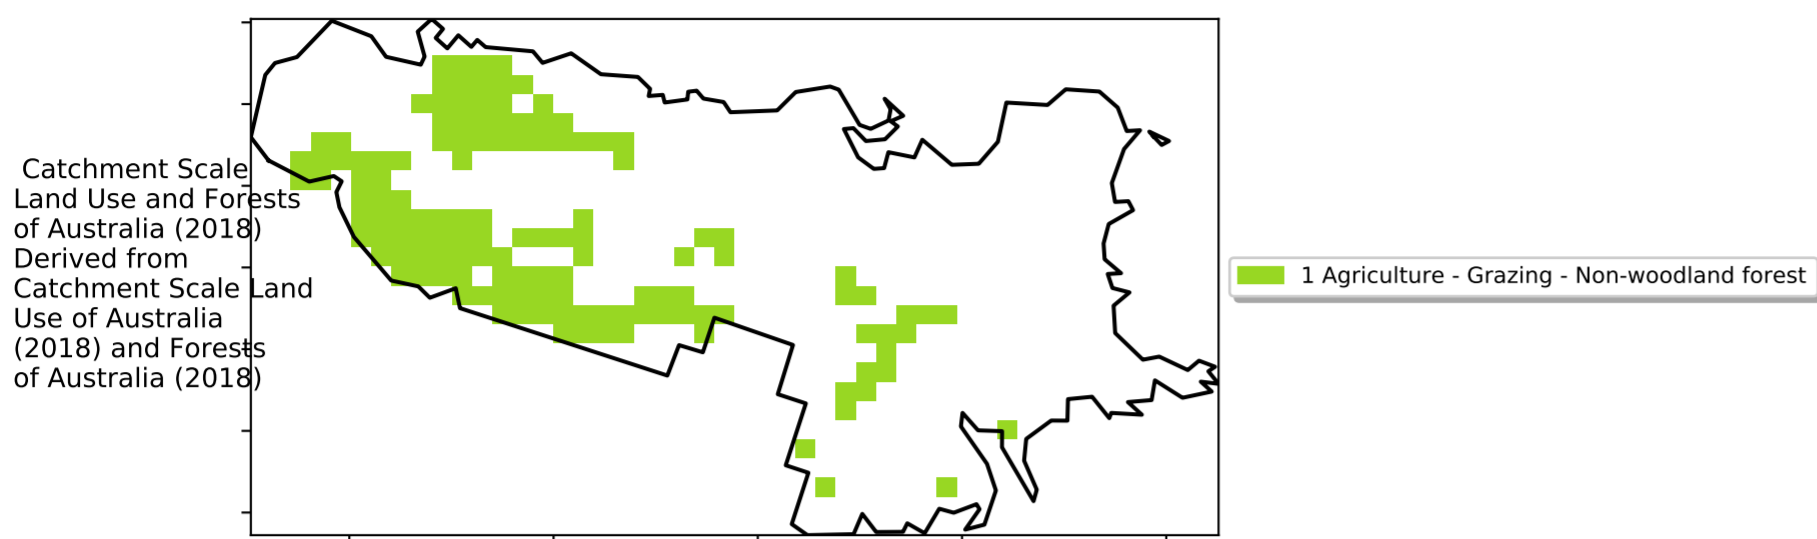 Catchment Scale
Land Use and Forests
of Australia (2018)
Derived from
Catchment Scale Land
Use of Australia
(2018) and Forests
of Australia (2018)
1 Agriculture - Grazing - Non-woodland forest